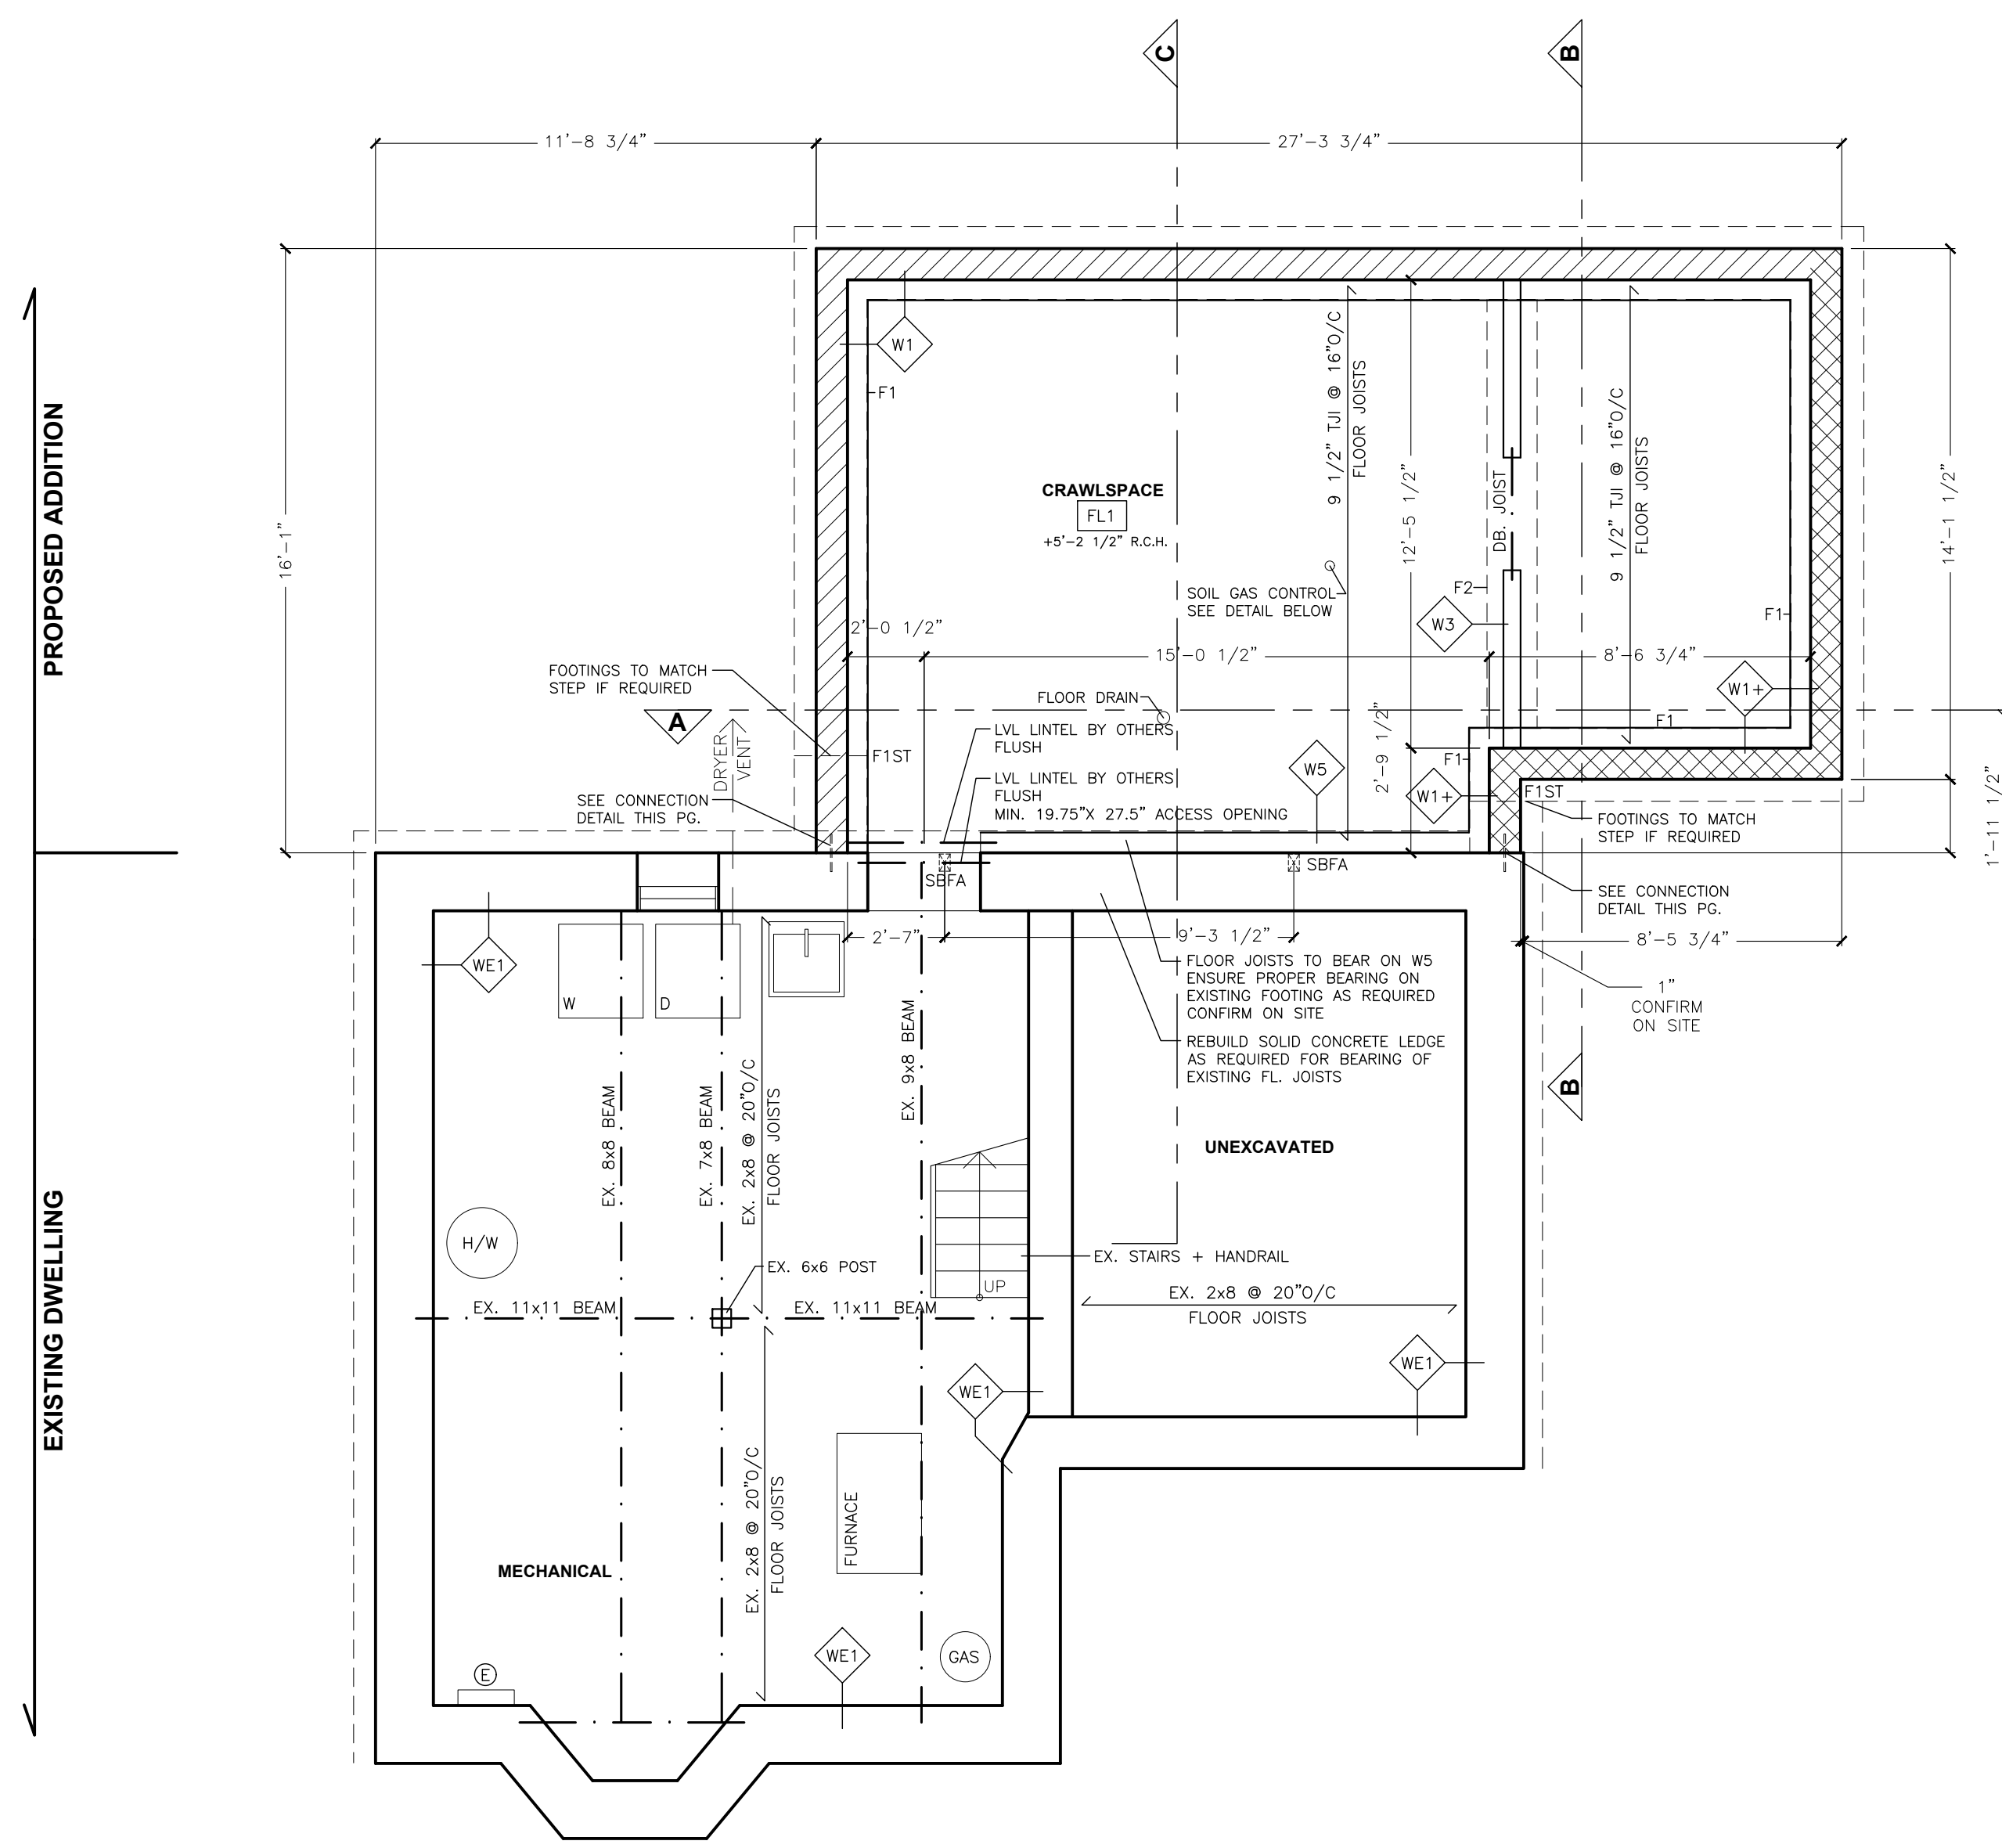 C
B
11'-8 3/4"
27'-3 3/4"
PROPOSED ADDITION
16'-1"
W1
F1
9 1/2" TJI @ 16"O/C
FLOOR JOISTS
CRAWLSPACE
FL1
+5'-2 1/2" R.C.H.
12'-5 1/2"
DB. JOIST
9 1/2" TJI @ 16"O/C
FLOOR JOISTS
14'-1 1/2"
SOIL GAS CONTROL
SEE DETAIL BELOW
F2
W3
F1
2'-0 1/2"
15'-0 1/2"
8'-6 3/4"
FOOTINGS TO MATCH
STEP IF REQUIRED
W1+
FLOOR DRAIN
A
DRYER
VENT
LVL LINTEL BY OTHERS
FLUSH
F1
2'-9 1/2"
F1ST
W5
F1
LVL LINTEL BY OTHERS
FLUSH
MIN. 19.75"X 27.5" ACCESS OPENING
W1+
F1ST
SEE CONNECTION
DETAIL THIS PG.
FOOTINGS TO MATCH
STEP IF REQUIRED
1'-11 1/2"
SBFA
SBFA
SEE CONNECTION
DETAIL THIS PG.
2'-7"
9'-3 1/2"
8'-5 3/4"
WE1
W
D
FLOOR JOISTS TO BEAR ON W5
ENSURE PROPER BEARING ON
EXISTING FOOTING AS REQUIRED
CONFIRM ON SITE
1"
CONFIRM
ON SITE
REBUILD SOLID CONCRETE LEDGE
AS REQUIRED FOR BEARING OF
EXISTING FL. JOISTS
EX. 9x8 BEAM
EX. 8x8 BEAM
EX. 7x8 BEAM
EX. 2x8 @ 20"O/C
FLOOR JOISTS
B
UNEXCAVATED
EXISTING DWELLING
H/W
EX. STAIRS + HANDRAIL
EX. 6x6 POST
UP
EX. 2x8 @ 20"O/C
FLOOR JOISTS
EX. 11x11 BEAM
EX. 11x11 BEAM
WE1
WE1
EX. 2x8 @ 20"O/C
FLOOR JOISTS
FURNACE
MECHANICAL
WE1
GAS
E